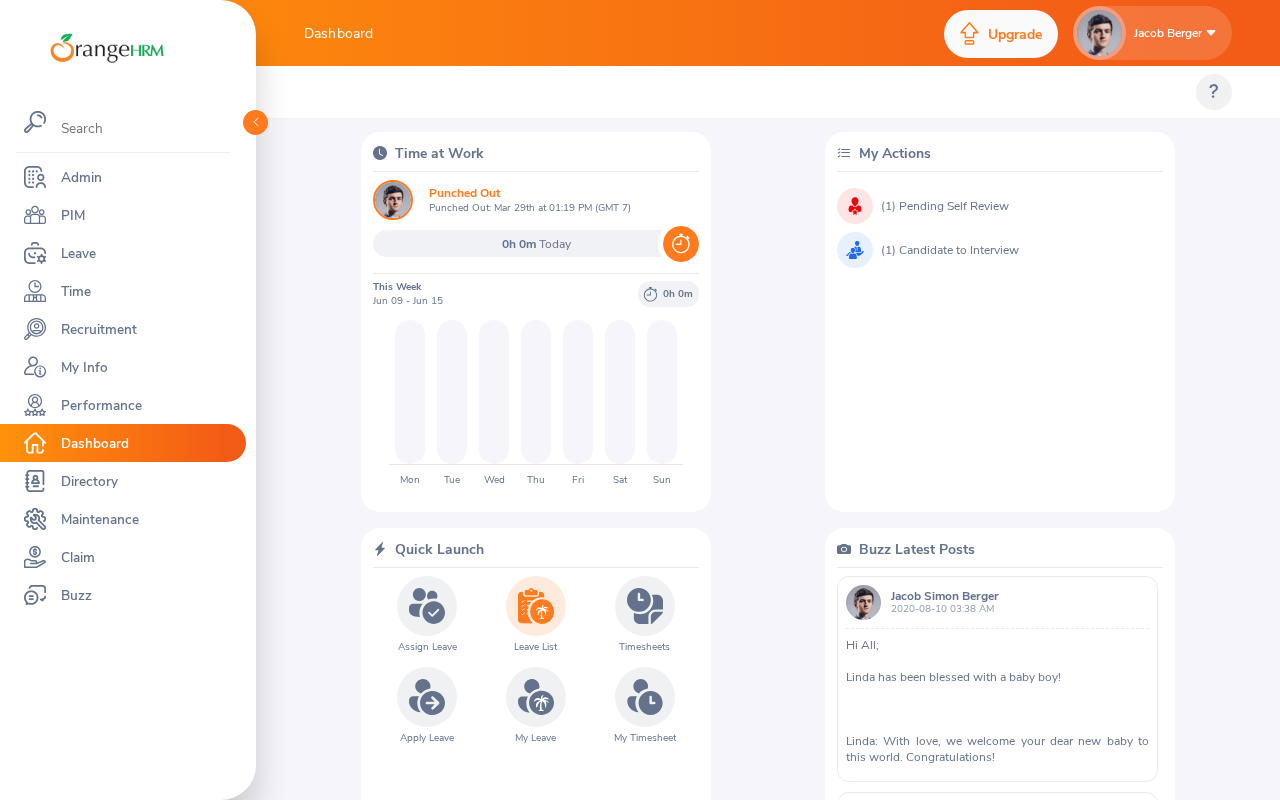 OrangeHRM
Search
Admin
PIM
Leave
Time
Recruitment
My Info
Performance
Dashboard
Directory
Maintenance
Claim
Buzz
Dashboard
Upgrade
Jacob Berger
?
Time at Work
Punched Out
Punched Out: Mar 29th at 01:19 PM (GMT 7)
0h 0m Today
This Week
Jun 09 - Jun 15
0h 0m
Mon Tue Wed Thu Fri Sat Sun
My Actions
(1) Pending Self Review
(1) Candidate to Interview
Quick Launch
Assign Leave Leave List Timesheets
Apply Leave My Leave My Timesheet
Buzz Latest Posts
Jacob Simon Berger
2020-08-10 03:38 AM
Hi All;
Linda has been blessed with a baby boy!
Linda: With love, we welcome your dear new baby to
this world. Congratulations!